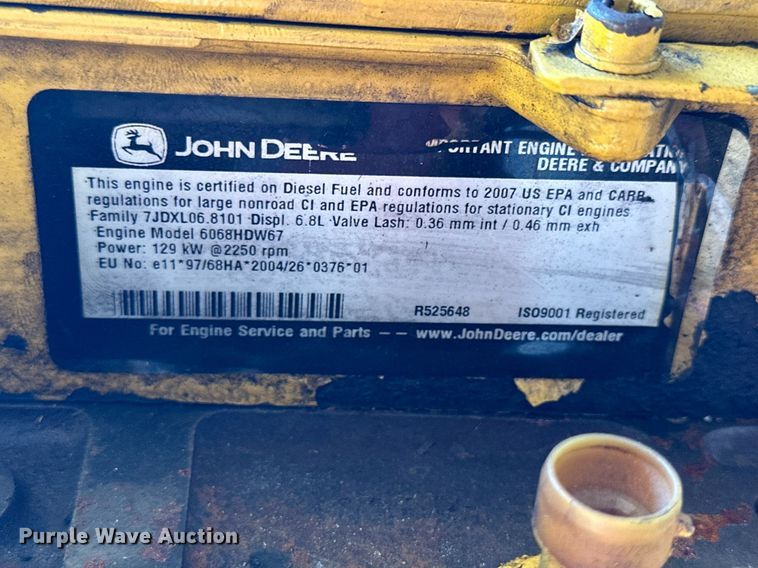 JOHN DEERE
IMPORTANT ENGINE
DEERE & COMPANY
This engine is certified on Diesel Fuel and conforms to 2007 US EPA and CARB
regulations for large nonroad CI and EPA regulations for stationary CI engines
Family 7JDXL06.8101 Displ. 6.8L Valve Lash: 0.36 mm int / 0.46 mm exh
Engine Model 6068HDW67
Power: 129 kW @2250 rpm
EU No: e11*97/68HA*2004/26*0376*01
R525648 ISO9001 Registered
For Engine Service and Parts –– www.JohnDeere.com/dealer
Purple Wave Auction®